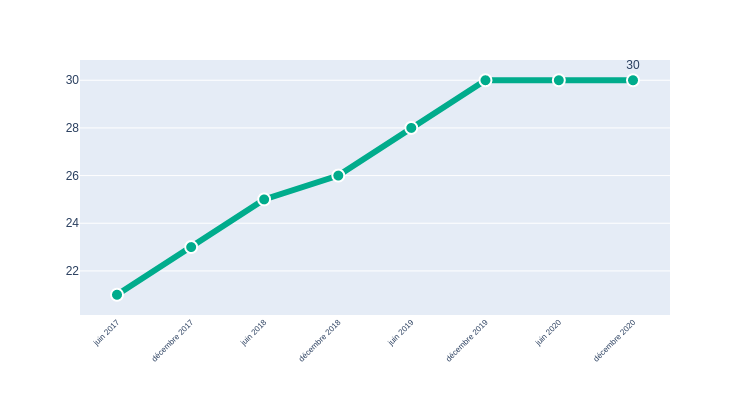 30
30
28
26
24
22
juin 2017
décembre 2017
juin 2018
décembre 2018
juin 2019
décembre 2019
juin 2020
décembre 2020